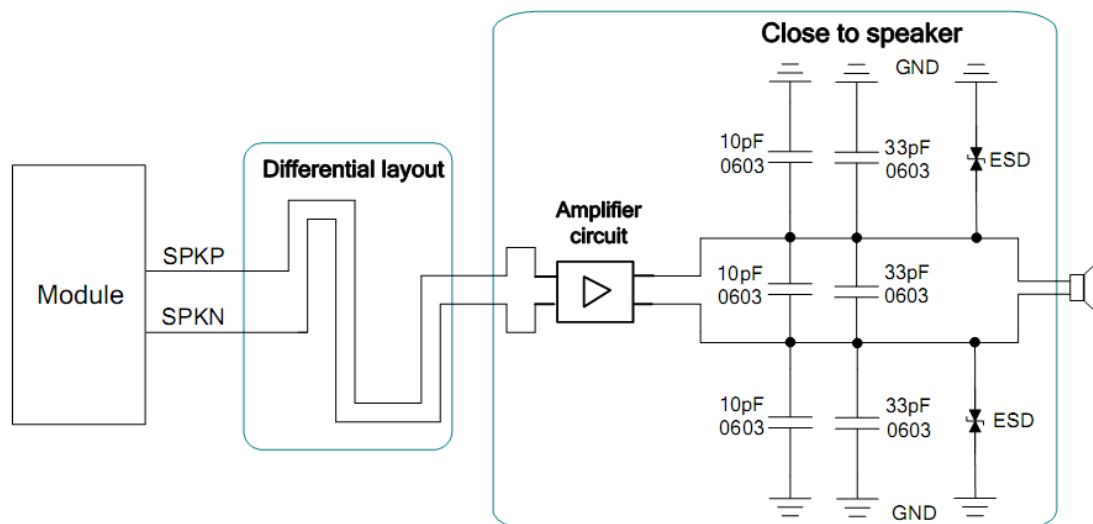 Close to speaker
GND
10pF
0603
33pF
0603
ESD
Differential layout
Amplifier
circuit
SPKP
Module
SPKN
10pF
0603
33pF
0603
10pF
0603
33pF
0603
ESD
GND